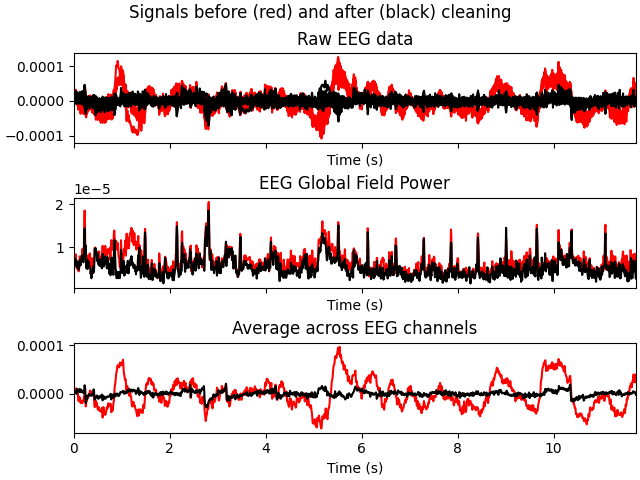 Signals before (red) and after (black) cleaning
Raw EEG data
0.0001
0.0000
−0.0001
Time (s)
EEG Global Field Power
1e−5
2
1
Time (s)
Average across EEG channels
0.0001
0.0000
0 2 4 6 8 10
Time (s)